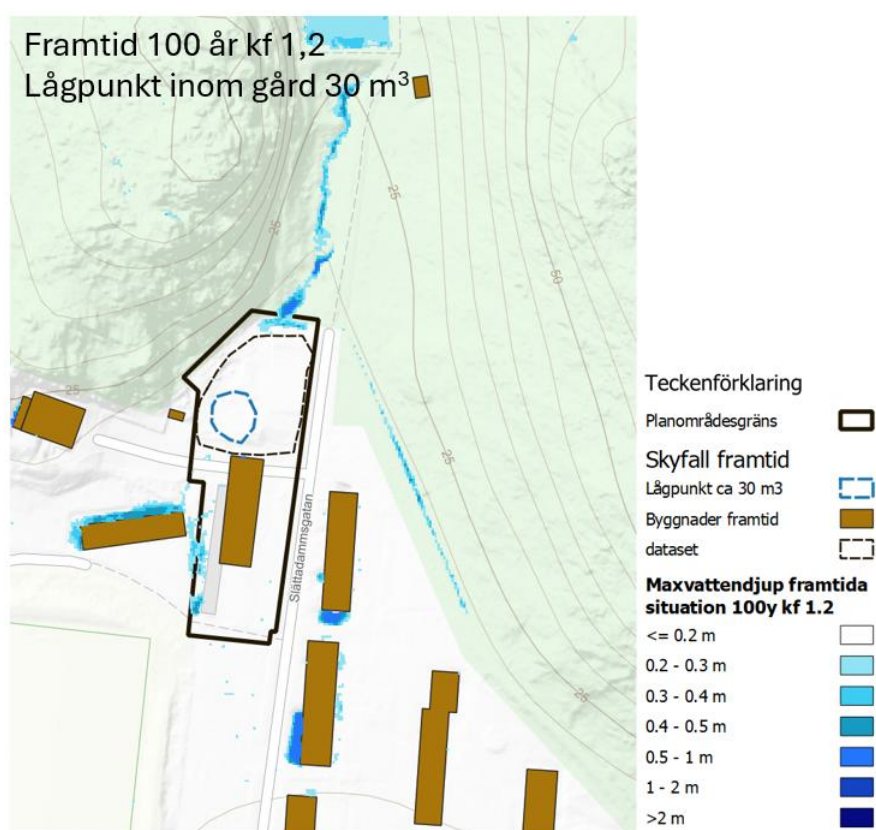 Framtid 100 år kf 1,2
Lågpunkt inom gård 30 m³
25
25
25
50
25
25
Slättadammsgatan
Teckenförklaring
Planområdesgräns
Skyfall framtid
Lågpunkt ca 30 m3
Byggnader framtid
dataset
Maxvattendjup framtida
situation 100y kf 1.2
<= 0.2 m
0.2 - 0.3 m
0.3 - 0.4 m
0.4 - 0.5 m
0.5 - 1 m
1 - 2 m
>2 m